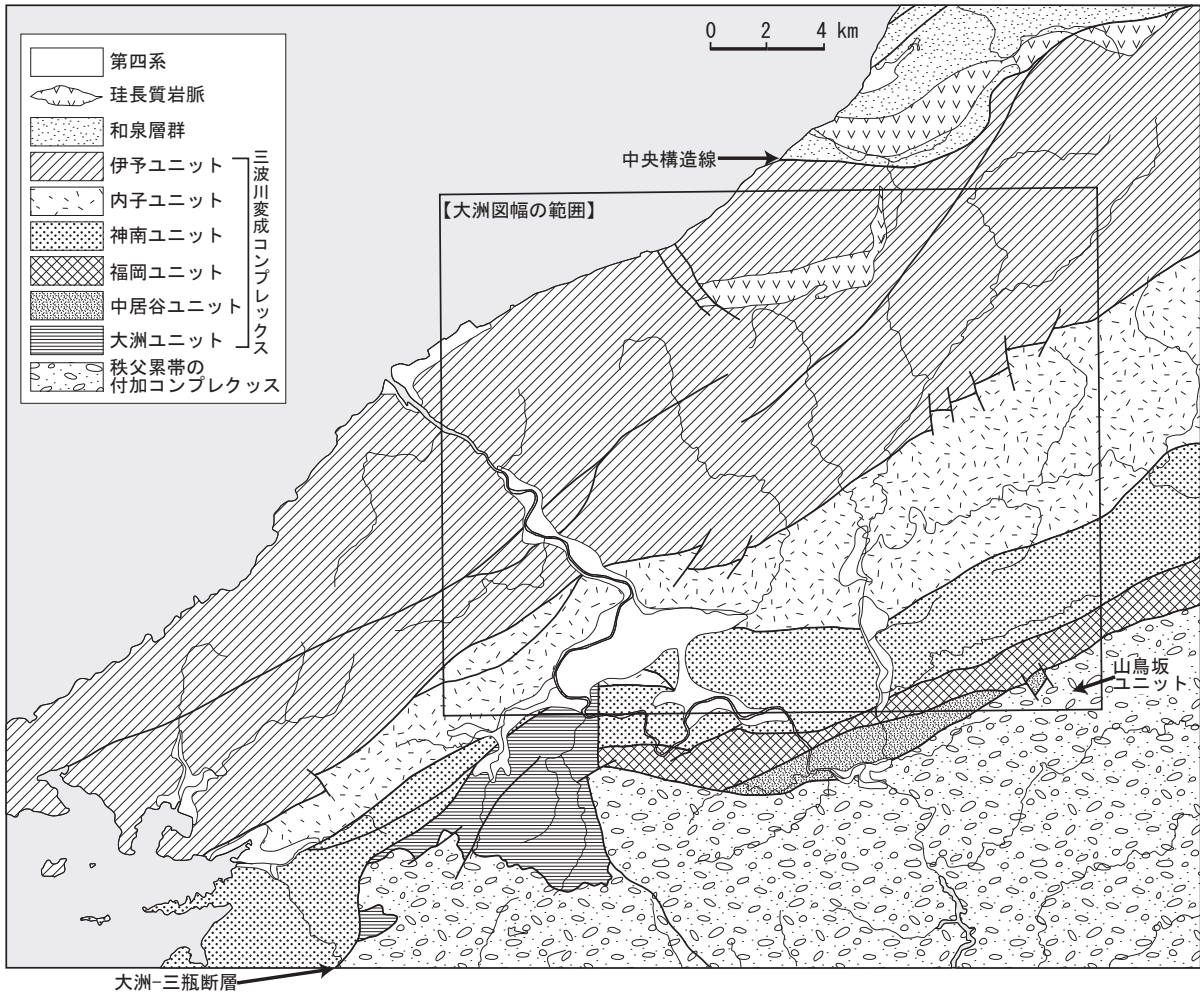 第四系
珪長質岩脈
和泉層群
伊予ユニット
内子ユニット
神南ユニット
福岡ユニット
中居谷ユニット
大洲ユニット
三波川変成コンプレックス
秩父累帯の
付加コンプレクッス
0 2 4 km
中央構造線
【大洲図幅の範囲】
山鳥坂
ユニット
大洲-三瓶断層